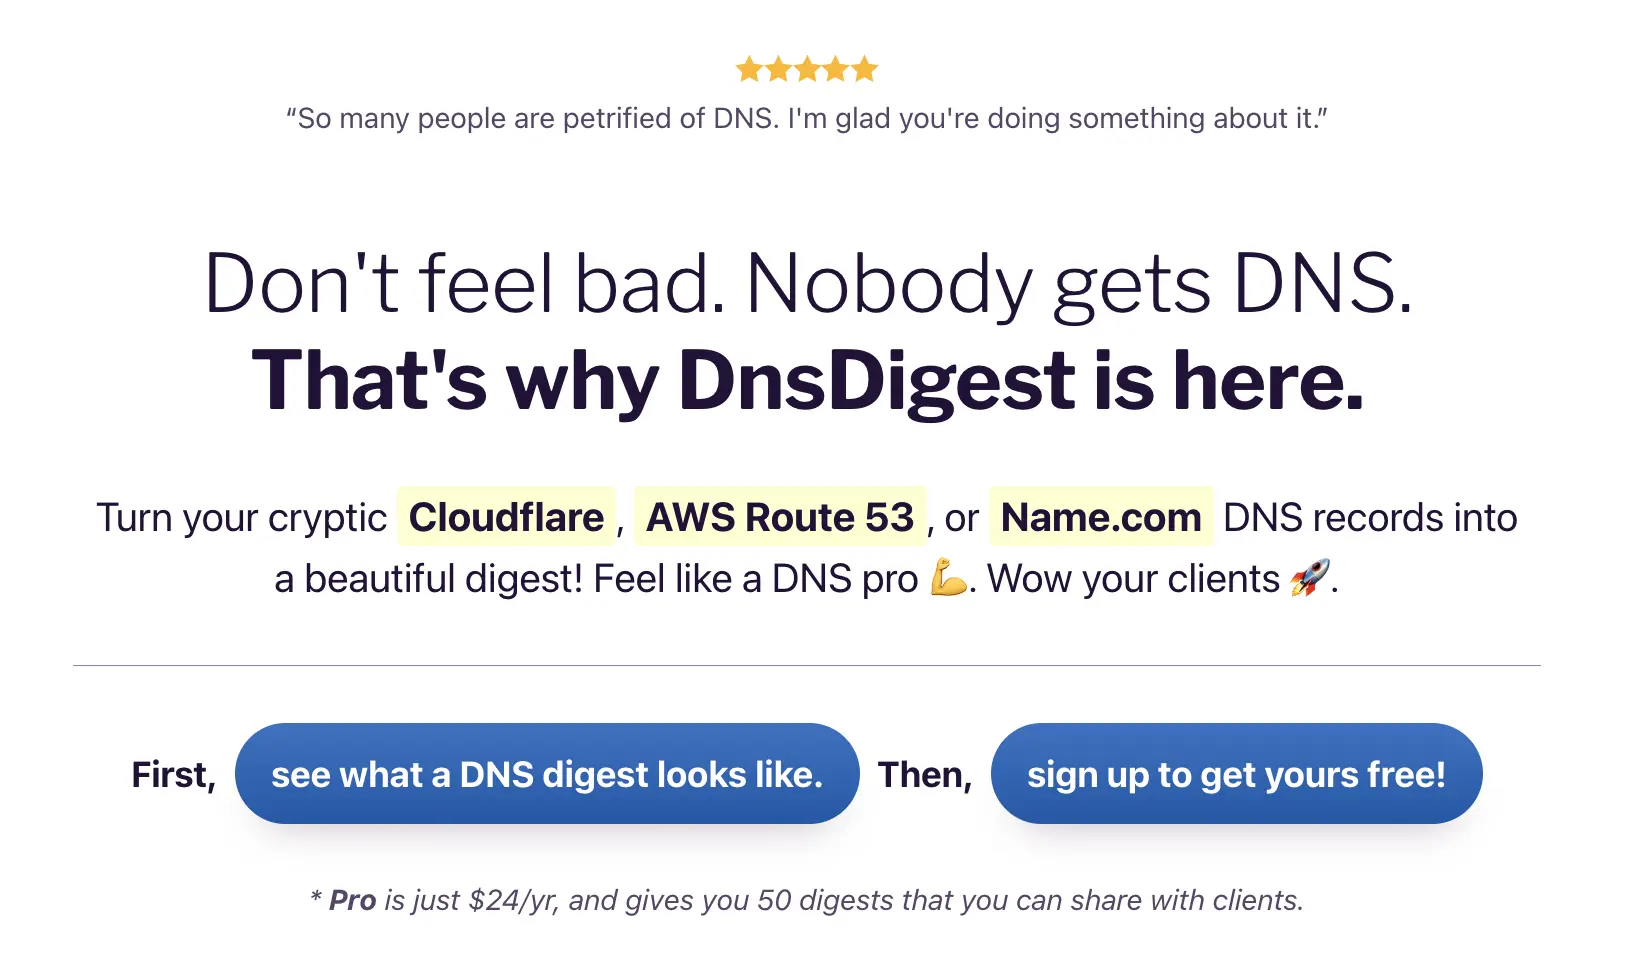 “So many people are petrified of DNS. I'm glad you're doing something about it.”
Don't feel bad. Nobody gets DNS.
That's why DnsDigest is here.
Turn your cryptic Cloudflare, AWS Route 53, or Name.com DNS records into
a beautiful digest! Feel like a DNS pro 💪. Wow your clients 🚀.
First, see what a DNS digest looks like. Then, sign up to get yours free!
* Pro is just $24/yr, and gives you 50 digests that you can share with clients.